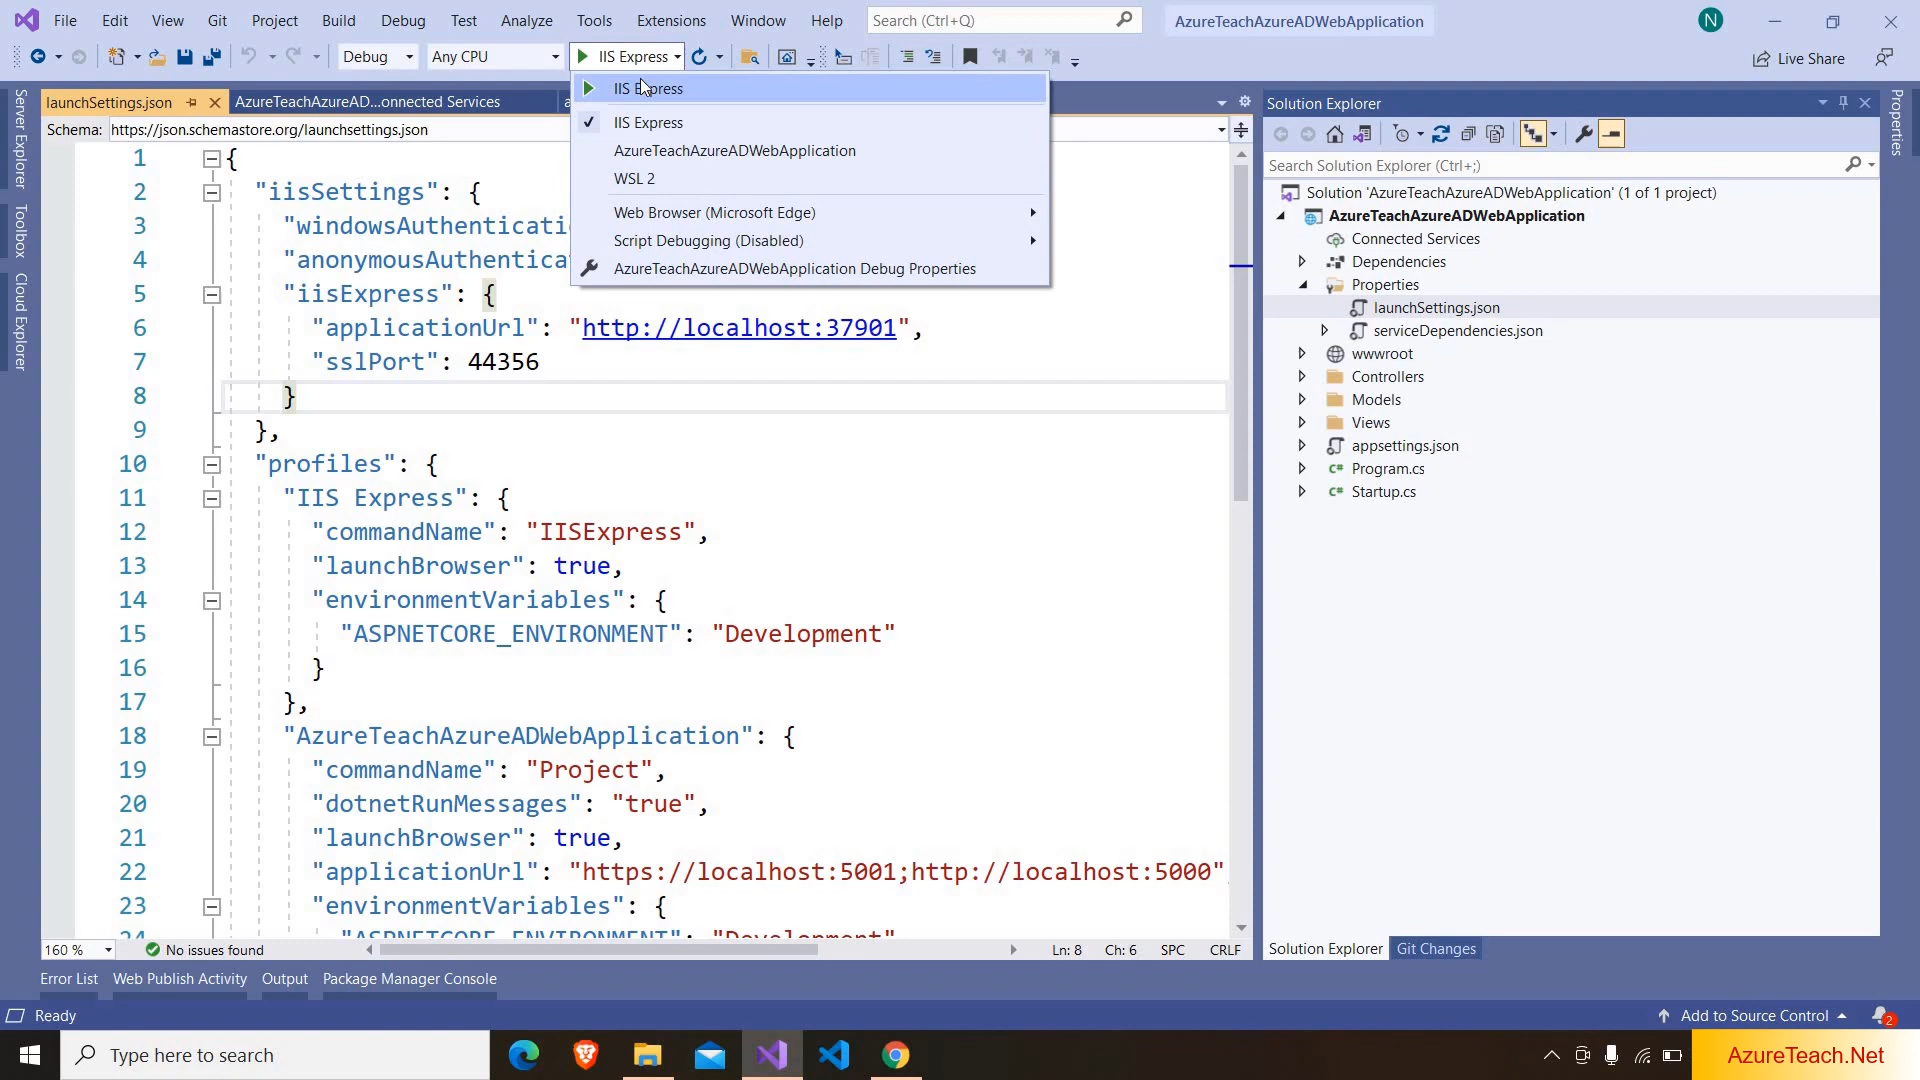 File Edit View Git Project Build Debug Test Analyze Tools Extensions Window Help Search (Ctrl+Q) AzureTeachAzureADWebApplication N
Debug Any CPU IIS Express Live Share
IIS Express
IIS Express
AzureTeachAzureADWebApplication
WSL 2
Web Browser (Microsoft Edge)
Script Debugging (Disabled)
AzureTeachAzureADWebApplication Debug Properties
Server Explorer
Toolbox
Cloud Explorer
launchSettings.json AzureTeachAzureAD...onnected Services
Schema: https://json.schemastore.org/launchsettings.json
1 {
2 "iisSettings": {
3 "windowsAuthenticatio
4 "anonymousAuthenticat
5 "iisExpress": {
6 "applicationUrl": "http://localhost:37901",
7 "sslPort": 44356
8 }
9 },
10 "profiles": {
11 "IIS Express": {
12 "commandName": "IISExpress",
13 "launchBrowser": true,
14 "environmentVariables": {
15 "ASPNETCORE_ENVIRONMENT": "Development"
16 }
17 },
18 "AzureTeachAzureADWebApplication": {
19 "commandName": "Project",
20 "dotnetRunMessages": "true",
21 "launchBrowser": true,
22 "applicationUrl": "https://localhost:5001;http://localhost:5000",
23 "environmentVariables": {
24 "ASPNETCORE_ENVIRONMENT": "Development"
160 % No issues found Ln: 8 Ch: 6 SPC CRLF
Solution Explorer
Search Solution Explorer (Ctrl+;)
Solution 'AzureTeachAzureADWebApplication' (1 of 1 project)
AzureTeachAzureADWebApplication
Connected Services
Dependencies
Properties
launchSettings.json
serviceDependencies.json
wwwroot
Controllers
Models
Views
appsettings.json
C# Program.cs
C# Startup.cs
Solution Explorer Git Changes
Properties
Error List Web Publish Activity Output Package Manager Console
Ready Add to Source Control 2
Type here to search
AzureTeach.Net